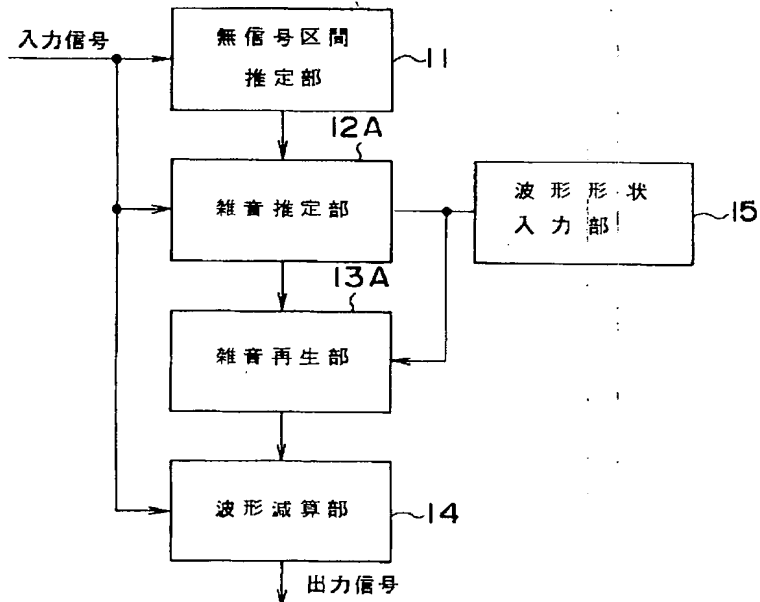 入力信号
無信号区間
推定部
11
12A
雑音推定部
波形形状
入力部
15
13A
雑音再生部
波形減算部
14
出力信号